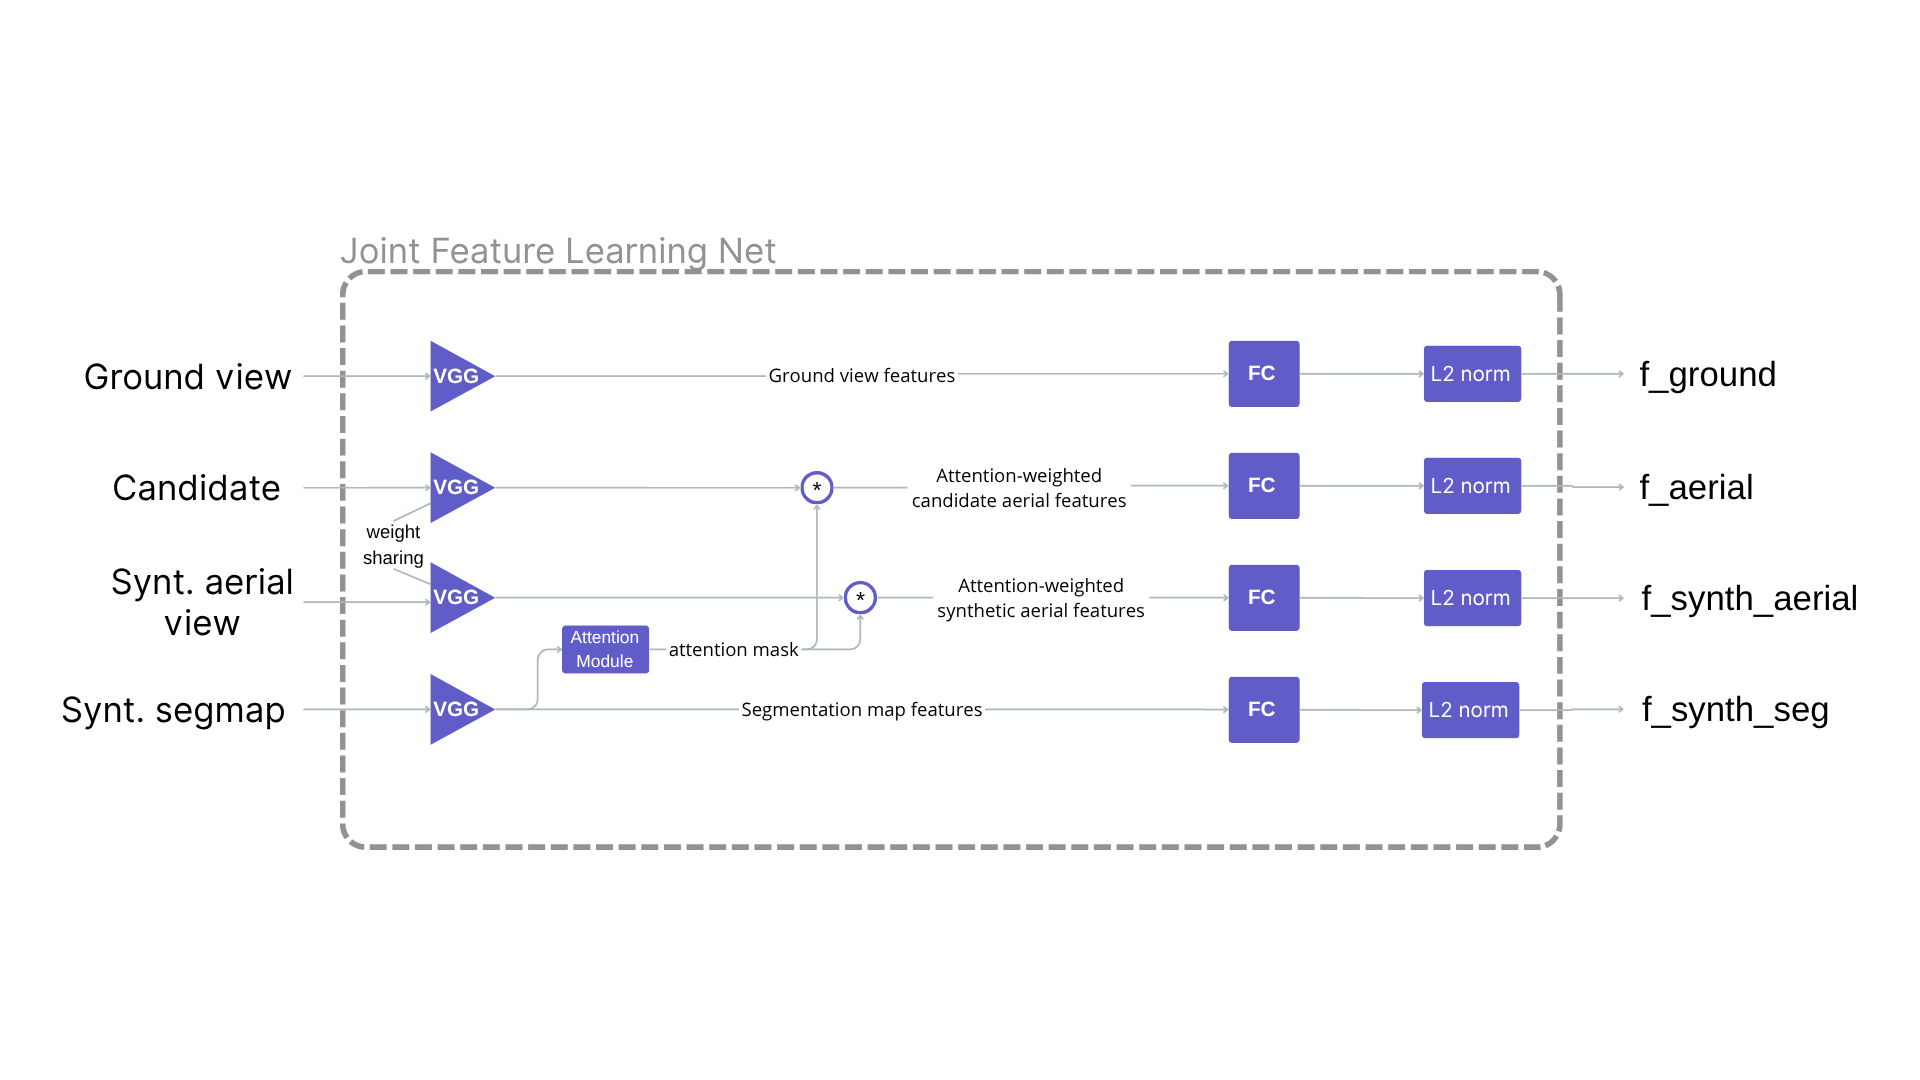 Joint Feature Learning Net
Ground view
VGG
Ground view features
FC
L2 norm
f_ground
Candidate
VGG
*
Attention-weighted
candidate aerial features
FC
L2 norm
f_aerial
weight
sharing
Synt. aerial
view
VGG
*
Attention-weighted
synthetic aerial features
FC
L2 norm
f_synth_aerial
Attention
Module
attention mask
Synt. segmap
VGG
Segmentation map features
FC
L2 norm
f_synth_seg